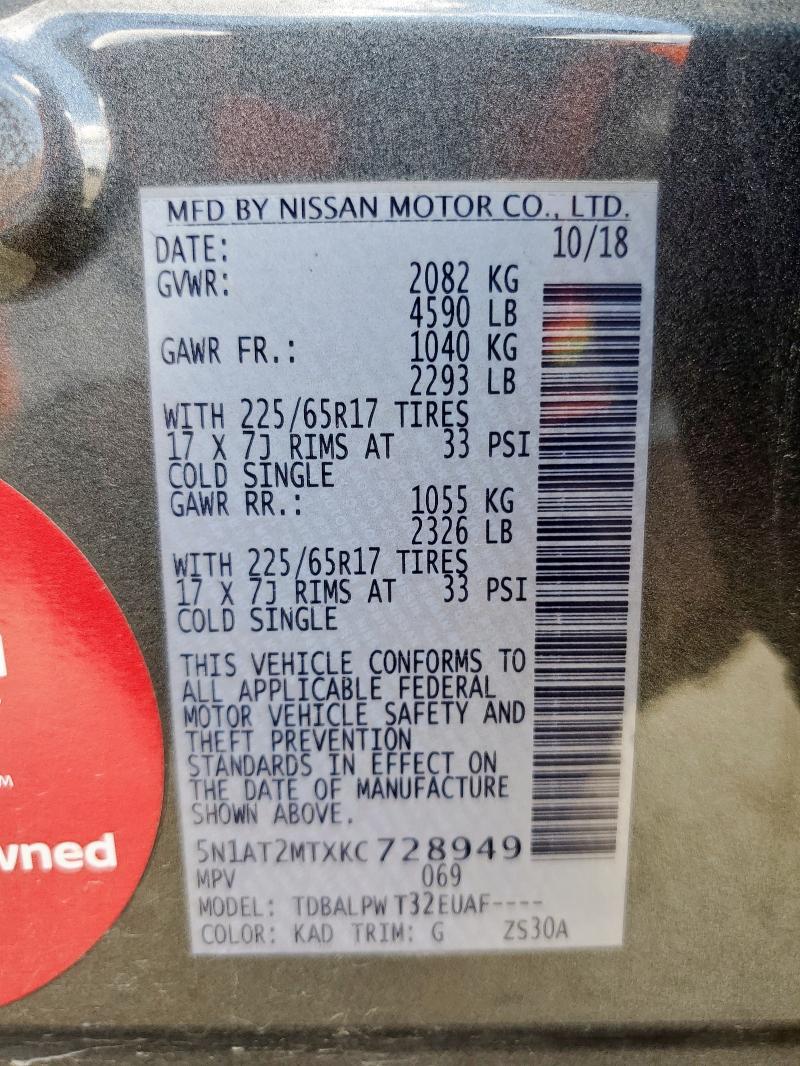 MFD BY NISSAN MOTOR CO., LTD.
DATE: 10/18
GVWR: 2082 KG
4590 LB
GAWR FR.: 1040 KG
2293 LB
WITH 225/65R17 TIRES
17 X 7J RIMS AT 33 PSI
COLD SINGLE
GAWR RR.: 1055 KG
2326 LB
WITH 225/65R17 TIRES
17 X 7J RIMS AT 33 PSI
COLD SINGLE
THIS VEHICLE CONFORMS TO
ALL APPLICABLE FEDERAL
MOTOR VEHICLE SAFETY AND
THEFT PREVENTION
STANDARDS IN EFFECT ON
THE DATE OF MANUFACTURE
SHOWN ABOVE.
5N1AT2MTXKC 728949
MPV 069
MODEL: TDBALPW T32EUAF----
COLOR: KAD TRIM: G ZS30A
wned